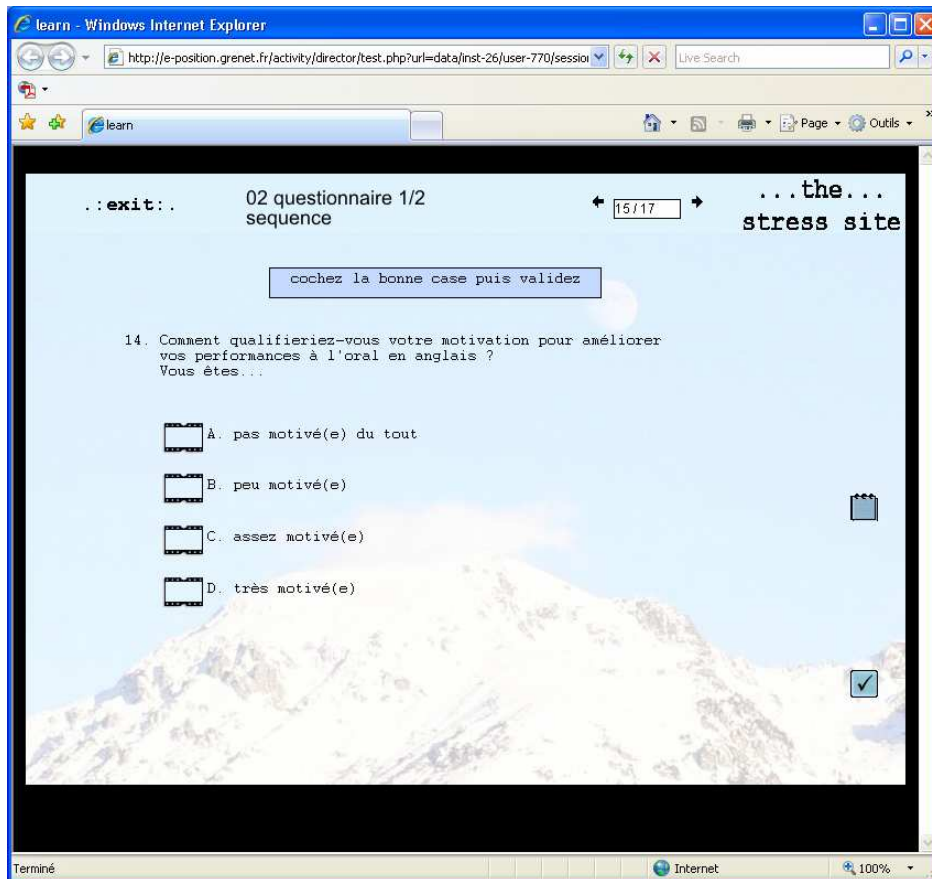 learn - Windows Internet Explorer
http://e-position.grenet.fr/activity/director/test.php?url=data/inst-26/user-770/session
Live Search
learn
Page
Outils
.:exit:.
02 questionnaire 1/2
sequence
15/17
...the...
stress site
cochez la bonne case puis validez
14. Comment qualifieriez-vous votre motivation pour améliorer
vos performances à l'oral en anglais ?
Vous êtes...
A. pas motivé(e) du tout
B. peu motivé(e)
C. assez motivé(e)
D. très motivé(e)
Terminé
Internet
100%